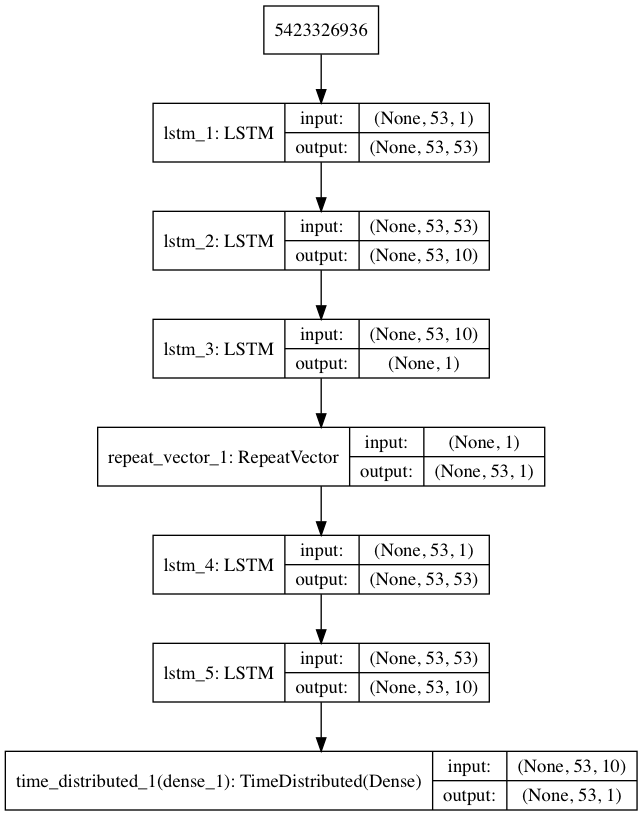 5423326936
lstm_1: LSTM
input: (None, 53, 1)
output: (None, 53, 53)
lstm_2: LSTM
input: (None, 53, 53)
output: (None, 53, 10)
lstm_3: LSTM
input: (None, 53, 10)
output: (None, 1)
repeat_vector_1: RepeatVector
input: (None, 1)
output: (None, 53, 1)
lstm_4: LSTM
input: (None, 53, 1)
output: (None, 53, 53)
lstm_5: LSTM
input: (None, 53, 53)
output: (None, 53, 10)
time_distributed_1(dense_1): TimeDistributed(Dense)
input: (None, 53, 10)
output: (None, 53, 1)